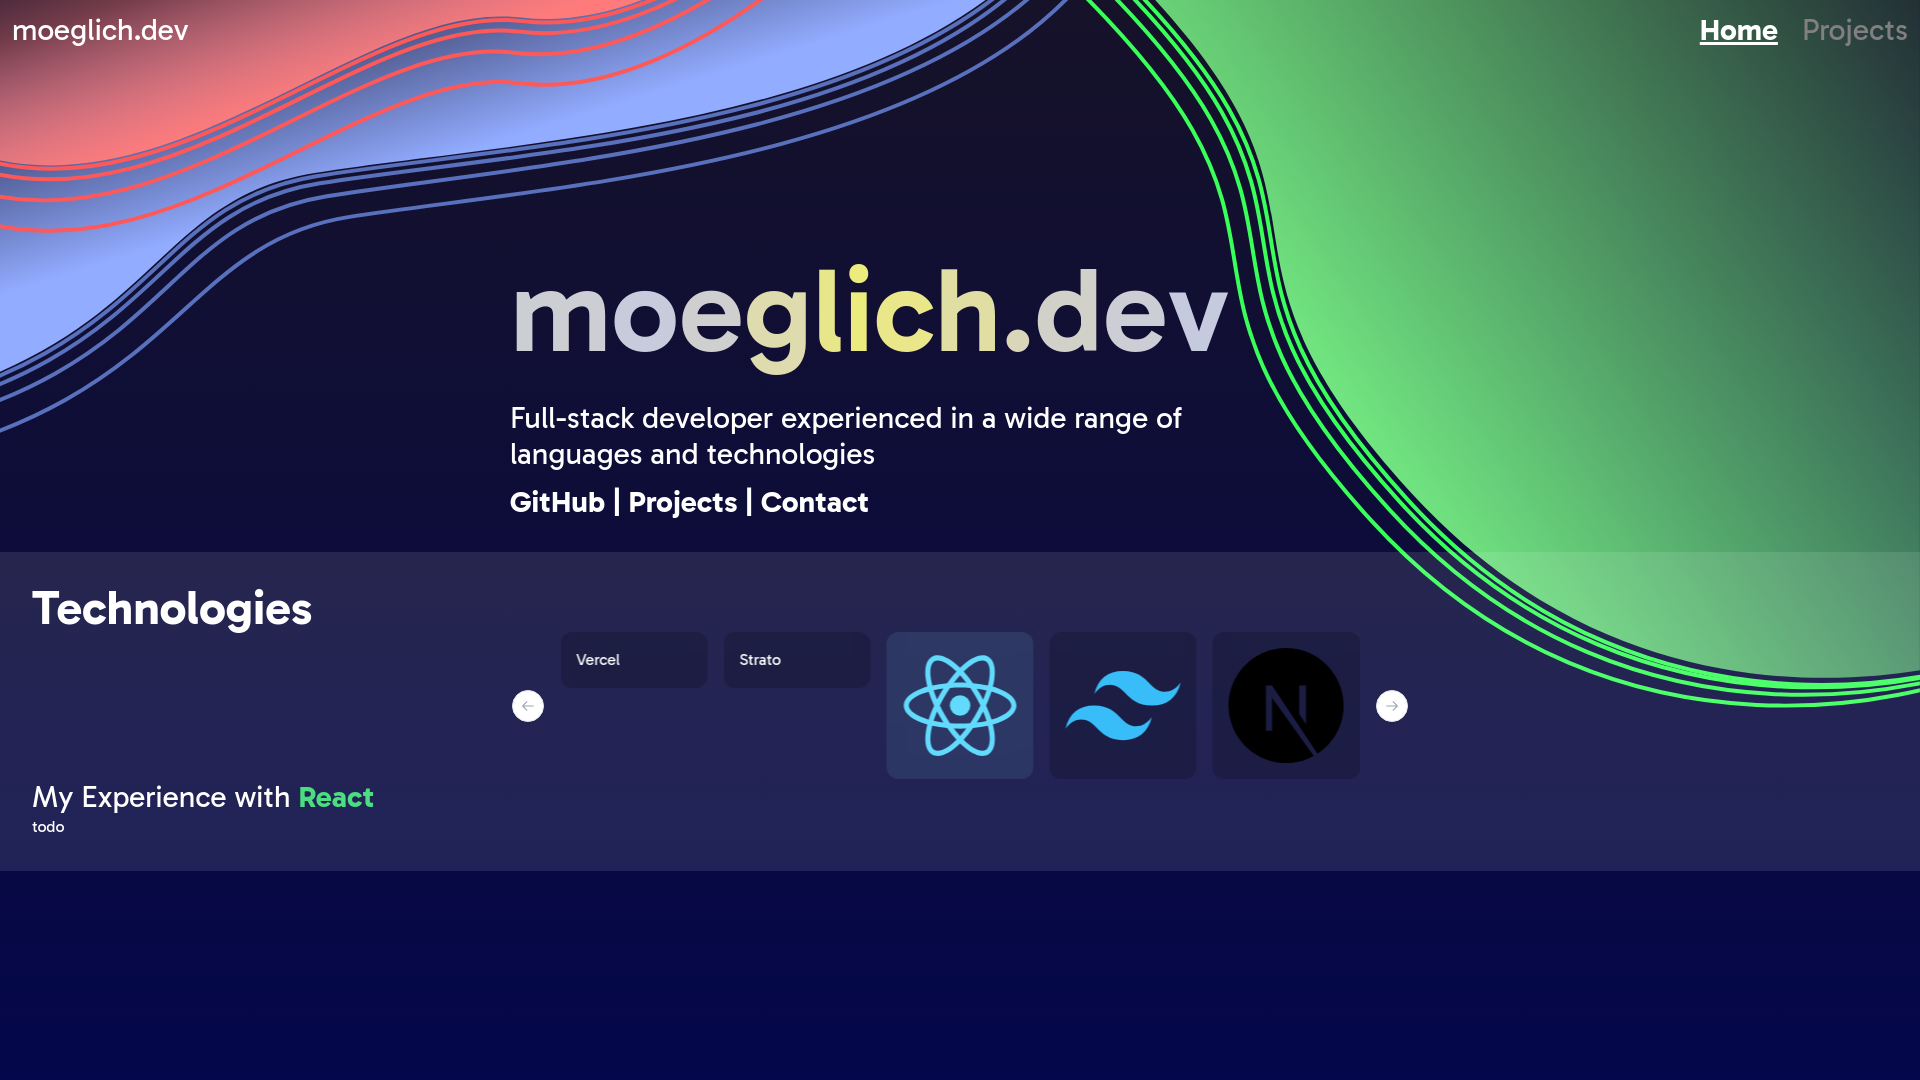 moeglich.dev
Home Projects
moeglich.dev
Full-stack developer experienced in a wide range of
languages and technologies
GitHub | Projects | Contact
Technologies
Vercel
Strato
N
My Experience with React
todo